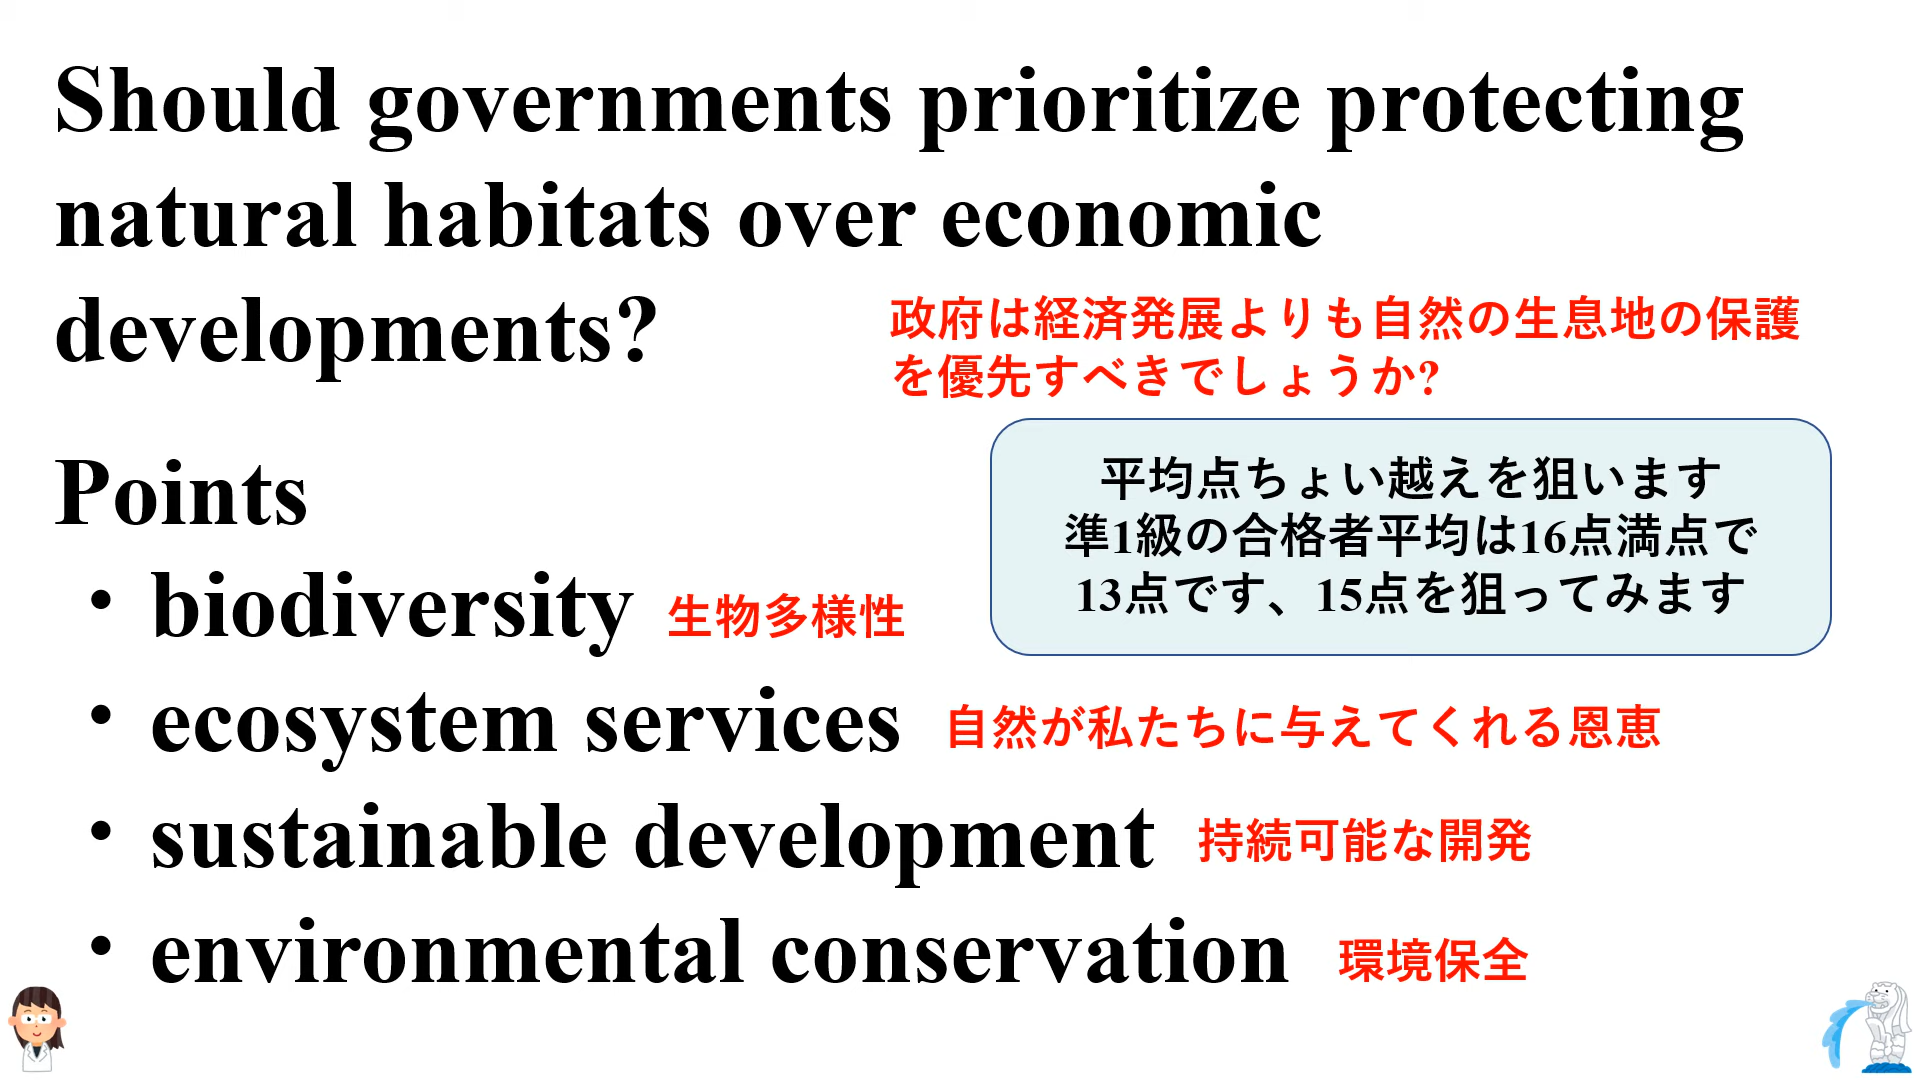 Should governments prioritize protecting
natural habitats over economic
developments?
政府は経済発展よりも自然の生息地の保護
を優先すべきでしょうか?
Points
平均点ちょい越えを狙います
準1級の合格者平均は16点満点で
13点です、15点を狙ってみます
・biodiversity 生物多様性
・ecosystem services 自然が私たちに与えてくれる恩恵
・sustainable development 持続可能な開発
・environmental conservation 環境保全